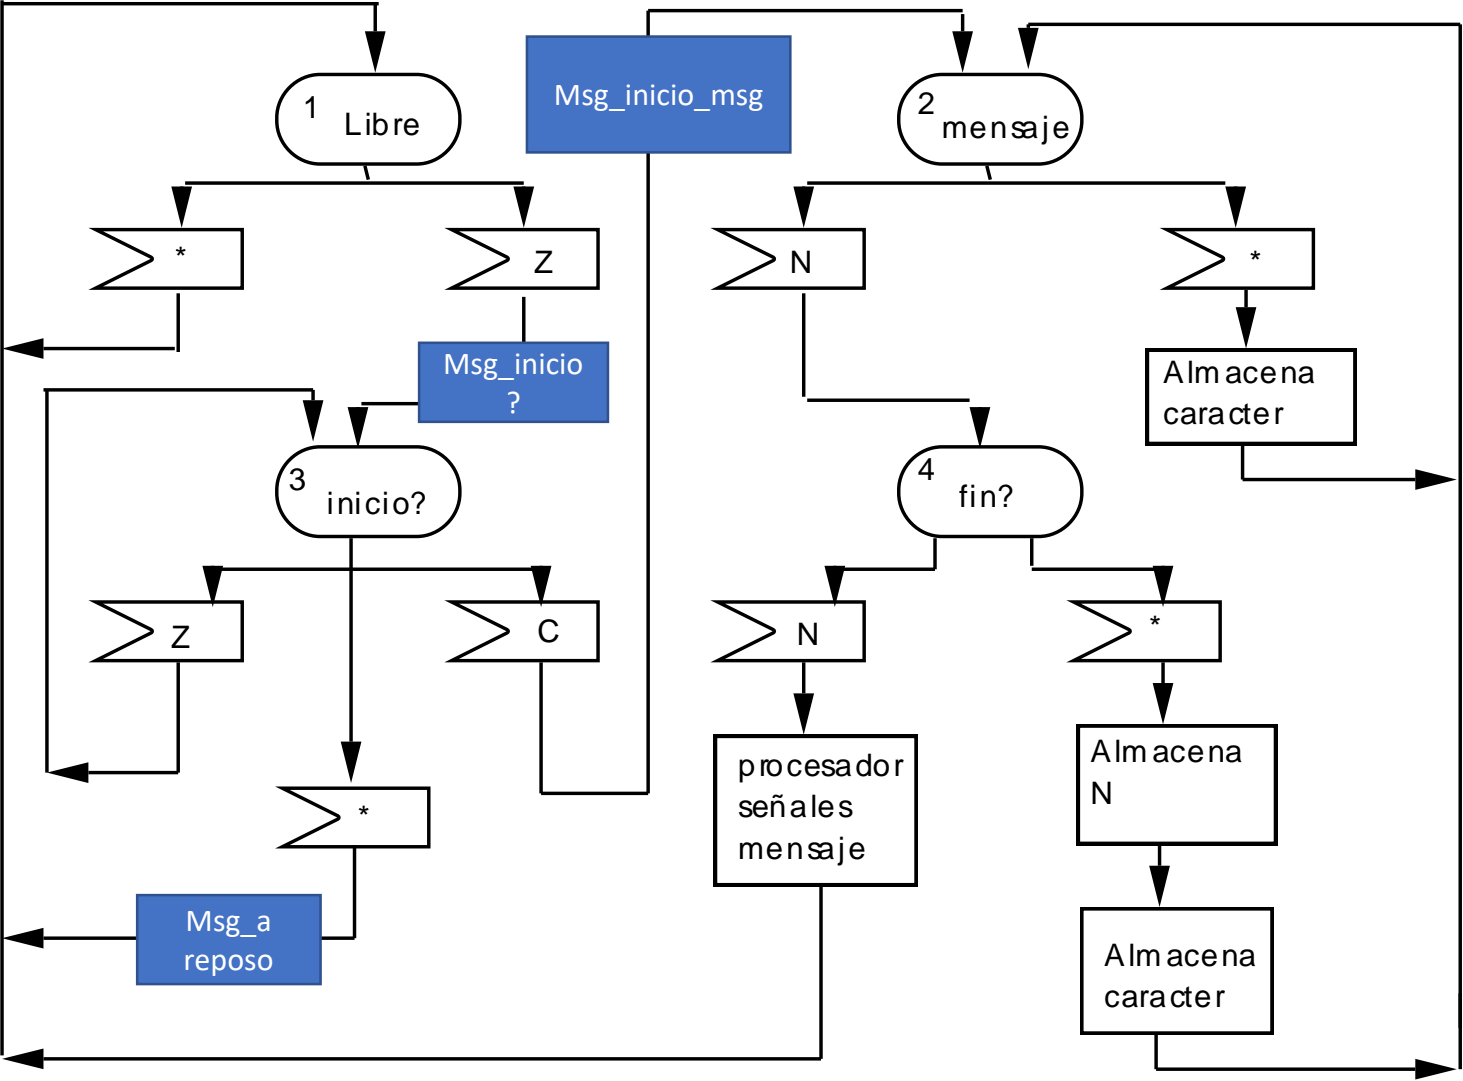 Msg_inicio_msg
1
Libre
2
mensaje
*
Z
N
*
Msg_inicio
?
Almacena
caracter
3
inicio?
4
fin?
Z
C
N
*
*
procesador
señales
mensaje
Almacena
N
Msg_a
reposo
Almacena
caracter